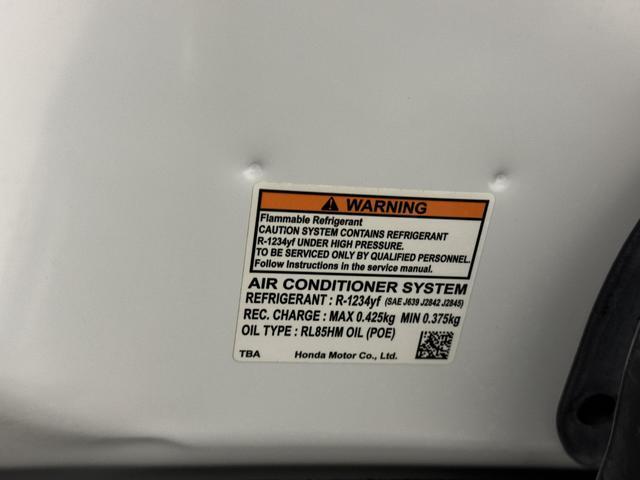 WARNING
Flammable Refrigerant
CAUTION SYSTEM CONTAINS REFRIGERANT
R-1234yf UNDER HIGH PRESSURE.
TO BE SERVICED ONLY BY QUALIFIED PERSONNEL.
Follow Instructions in the service manual.
AIR CONDITIONER SYSTEM
REFRIGERANT : R-1234yf (SAE J639 J2842 J2845)
REC. CHARGE : MAX 0.425kg MIN 0.375kg
OIL TYPE : RL85HM OIL (POE)
TBA Honda Motor Co., Ltd.